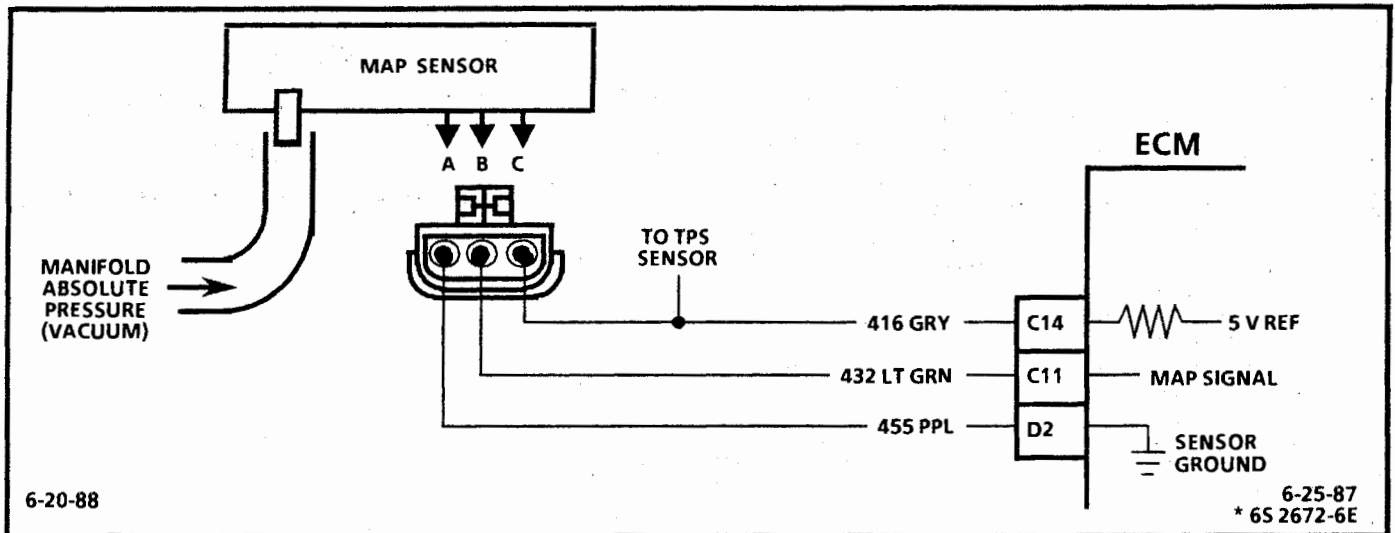 MAP SENSOR
A B C
ECM
MANIFOLD
ABSOLUTE
PRESSURE
(VACUUM)
TO TPS
SENSOR
416 GRY
C14
5 V REF
432 LT GRN
C11
MAP SIGNAL
455 PPL
D2
SENSOR
GROUND
6-20-88
6-25-87
* 6S 2672-6E